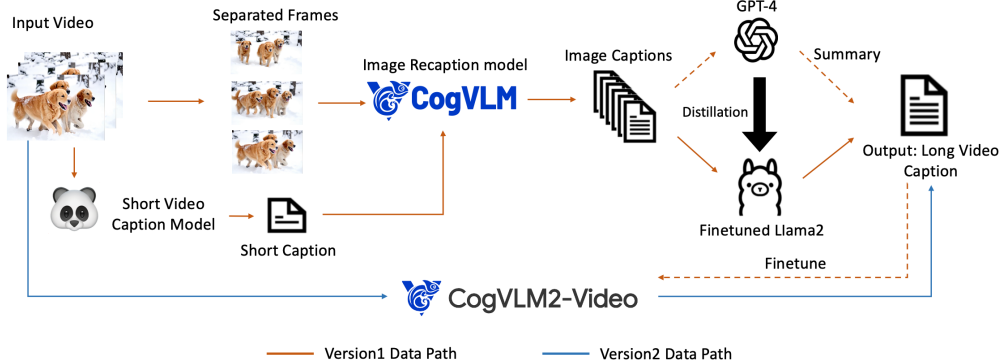 Input Video
Separated Frames
Image Recaption model
CogVLM
Image Captions
GPT-4
Summary
Distillation
Output: Long Video
Caption
Short Video
Caption Model
Short Caption
Finetuned Llama2
Finetune
CogVLM2-Video
Version1 Data Path
Version2 Data Path